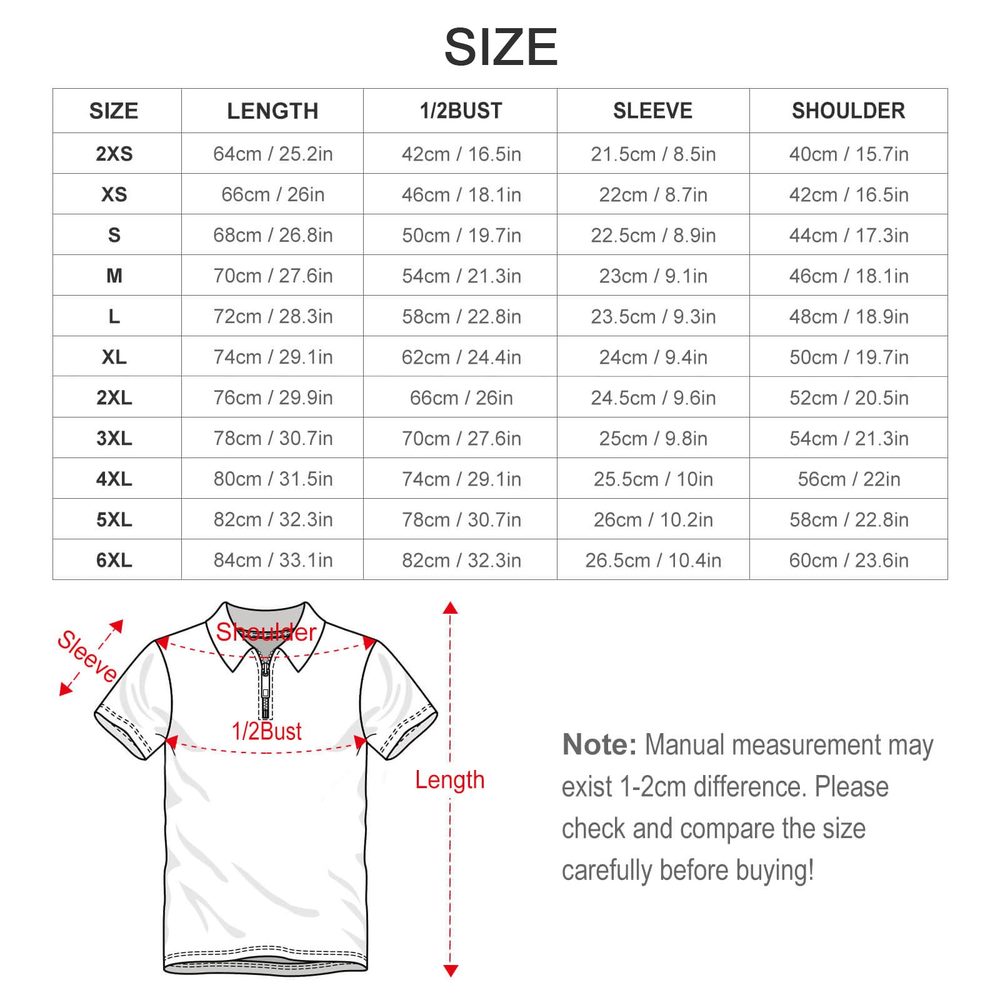 SIZE
SIZE LENGTH 1/2BUST SLEEVE SHOULDER
2XS 64cm / 25.2in 42cm / 16.5in 21.5cm / 8.5in 40cm / 15.7in
XS 66cm / 26in 46cm / 18.1in 22cm / 8.7in 42cm / 16.5in
S 68cm / 26.8in 50cm / 19.7in 22.5cm / 8.9in 44cm / 17.3in
M 70cm / 27.6in 54cm / 21.3in 23cm / 9.1in 46cm / 18.1in
L 72cm / 28.3in 58cm / 22.8in 23.5cm / 9.3in 48cm / 18.9in
XL 74cm / 29.1in 62cm / 24.4in 24cm / 9.4in 50cm / 19.7in
2XL 76cm / 29.9in 66cm / 26in 24.5cm / 9.6in 52cm / 20.5in
3XL 78cm / 30.7in 70cm / 27.6in 25cm / 9.8in 54cm / 21.3in
4XL 80cm / 31.5in 74cm / 29.1in 25.5cm / 10in 56cm / 22in
5XL 82cm / 32.3in 78cm / 30.7in 26cm / 10.2in 58cm / 22.8in
6XL 84cm / 33.1in 82cm / 32.3in 26.5cm / 10.4in 60cm / 23.6in
Sleeve
Shoulder
1/2Bust
Length
Note: Manual measurement may
exist 1-2cm difference. Please
check and compare the size
carefully before buying!